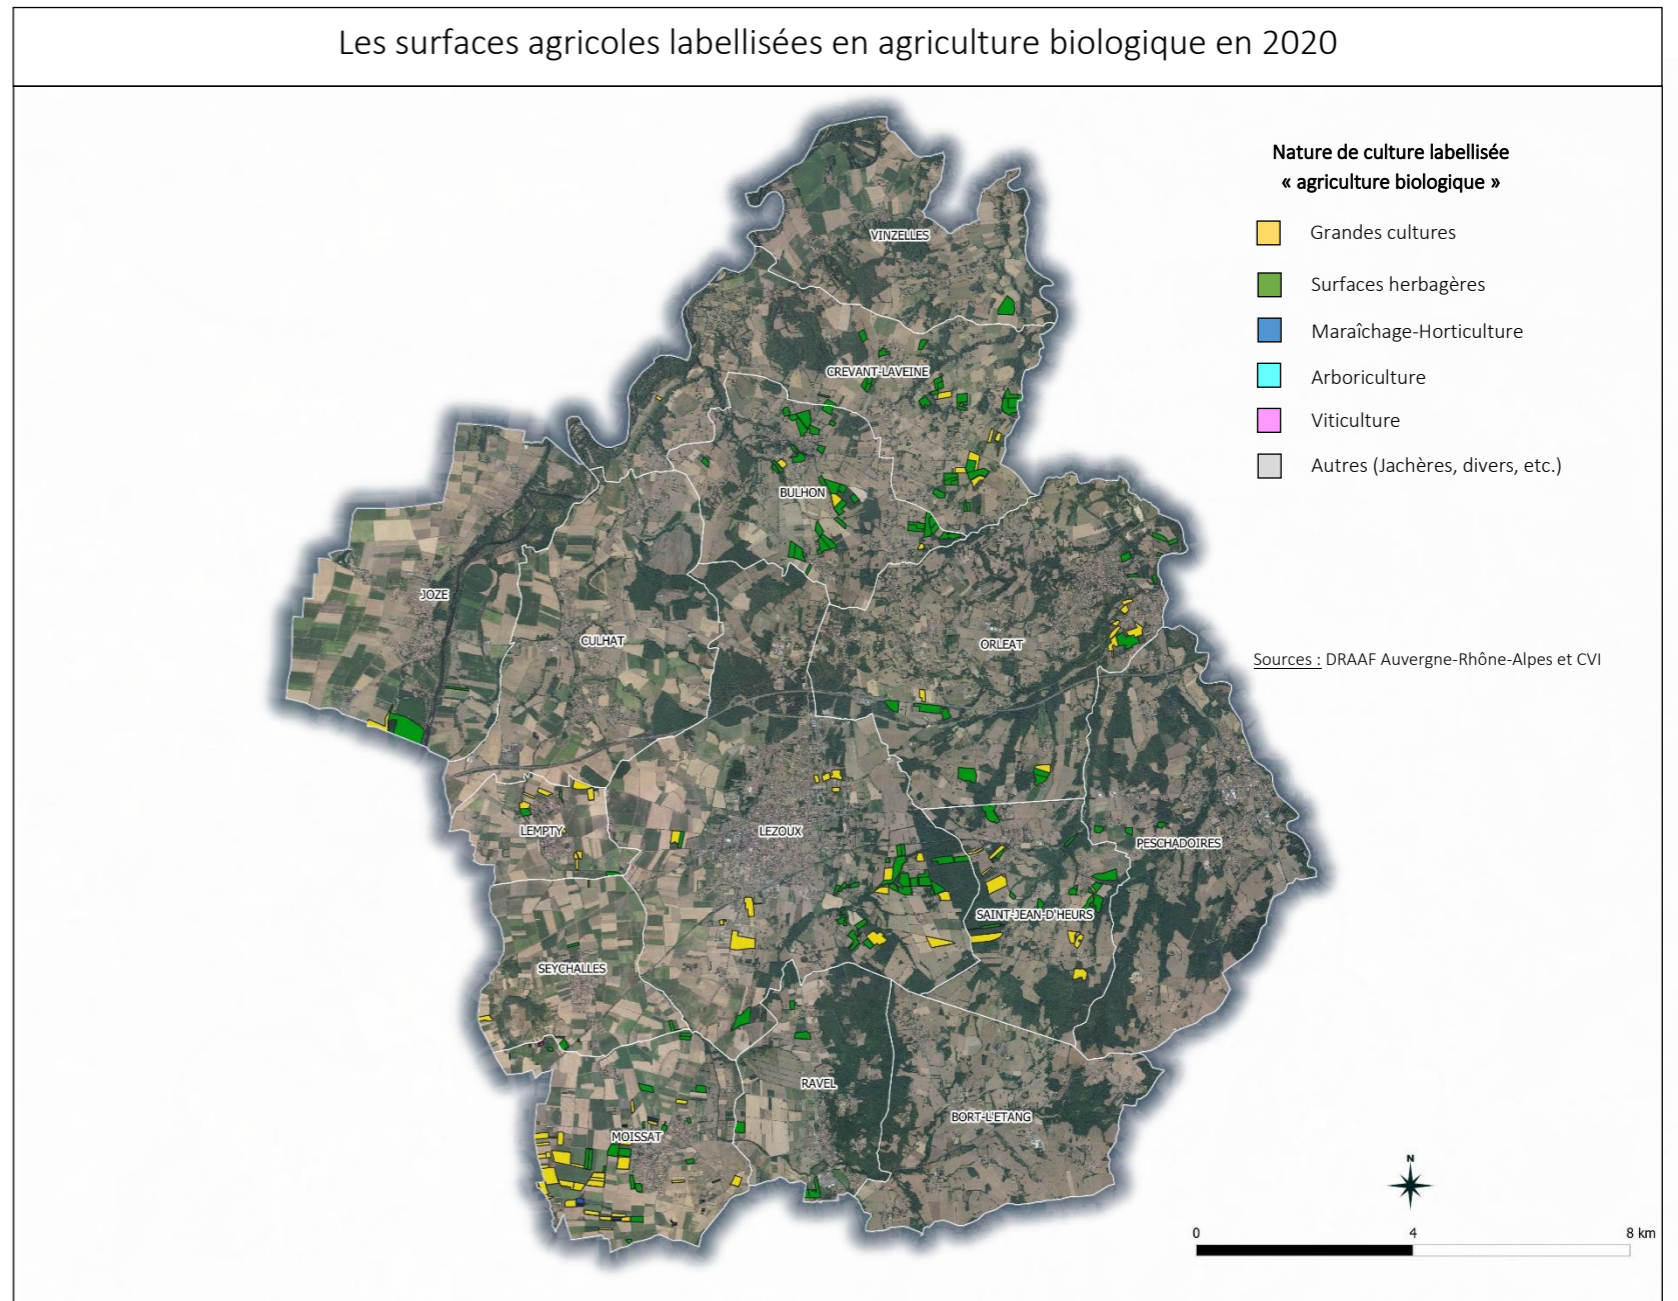 Les surfaces agricoles labellisées en agriculture biologique en 2020
Nature de culture labellisée
« agriculture biologique »
Grandes cultures
Surfaces herbagères
Maraîchage-Horticulture
Arboriculture
Viticulture
Autres (Jachères, divers, etc.)
Sources : DRAAF Auvergne-Rhône-Alpes et CVI
VINZELLES
CREVANT-LAVEINE
BULHON
JOZE
CULHAT
ORLEAT
LEMPTY
LEZOUX
PESCHADOIRES
SAINT-JEAN-D'HEURS
SEYCHALLES
RAVEL
BORT-L'ETANG
MOISSAT
N
0 4 8 km